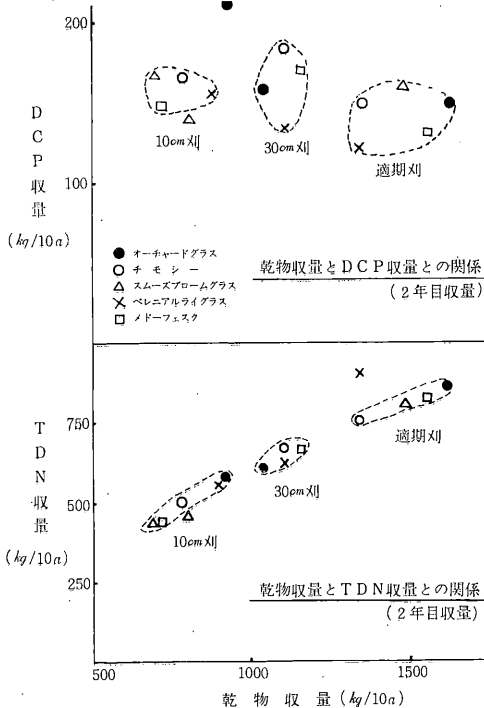 200
100
DCP収量
(kg/10a)
10cm刈
30cm刈
適期刈
● オーチャードグラス
○ チモシー
△ スムーズブロームグラス
× ペレニアルライグラス
□ メドーフェスク
乾物収量とDCP収量との関係
(2年目収量)
750
500
250
TDN収量
(kg/10a)
10cm刈
30cm刈
適期刈
乾物収量とTDN収量との関係
(2年目収量)
500 1000 1500
乾物収量(kg/10a)